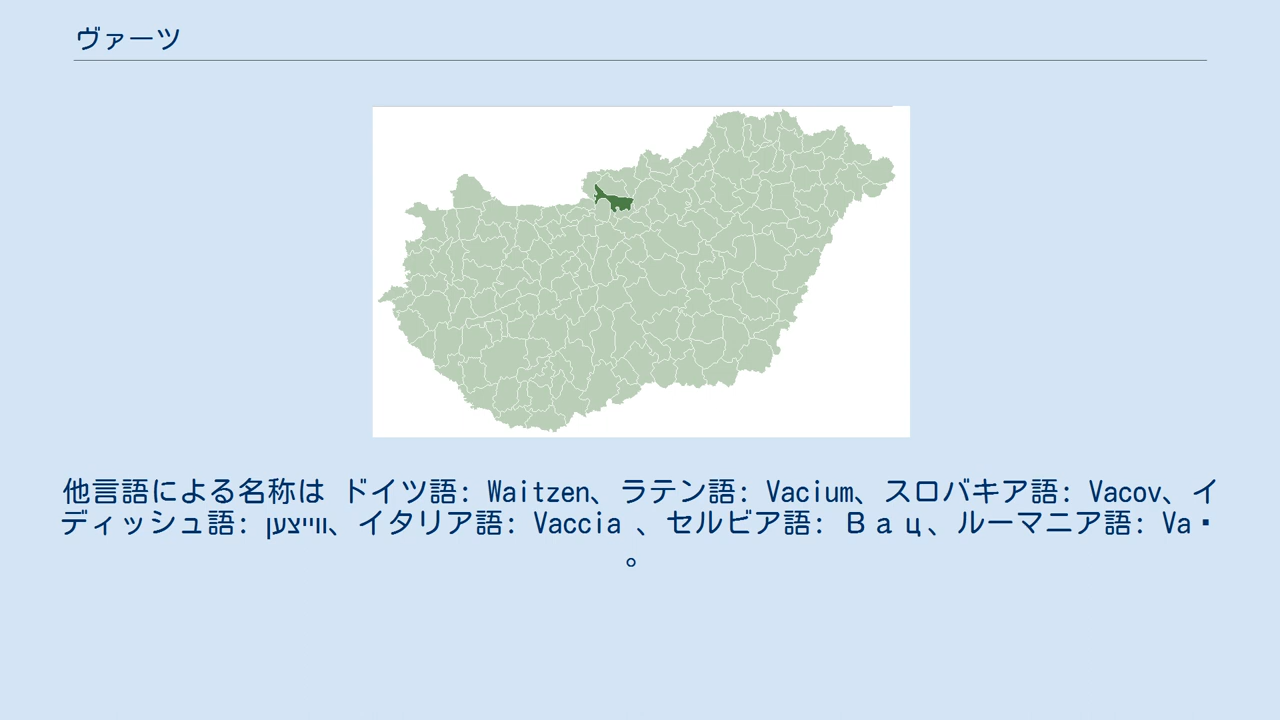 ヴァーツ
他言語による名称は ドイツ語: Waitzen、ラテン語: Vacium、スロバキア語: Vacov、イ
ディッシュ語: ווייצען、イタリア語: Vaccia 、セルビア語: Вац、ルーマニア語: Va▪
。